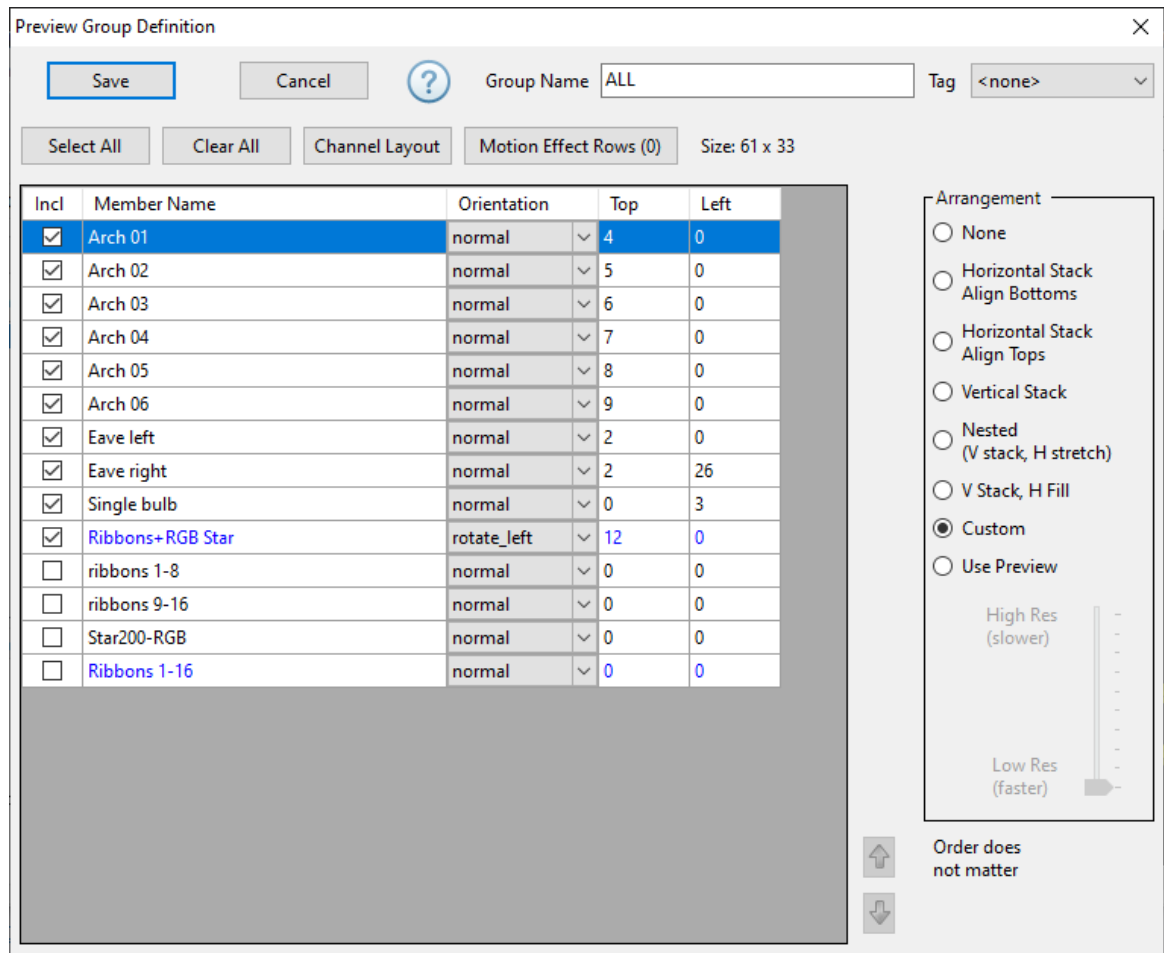 Preview Group Definition
Save Cancel ? Group Name ALL Tag <none>
Select All Clear All Channel Layout Motion Effect Rows (0) Size: 61 x 33
Incl Member Name Orientation Top Left
Arch 01 normal 4 0
Arch 02 normal 5 0
Arch 03 normal 6 0
Arch 04 normal 7 0
Arch 05 normal 8 0
Arch 06 normal 9 0
Eave left normal 2 0
Eave right normal 2 26
Single bulb normal 0 3
Ribbons+RGB Star rotate_left 12 0
ribbons 1-8 normal 0 0
ribbons 9-16 normal 0 0
Star200-RGB normal 0 0
Ribbons 1-16 normal 0 0
Arrangement
None
Horizontal Stack
Align Bottoms
Horizontal Stack
Align Tops
Vertical Stack
Nested
(V stack, H stretch)
V Stack, H Fill
Custom
Use Preview
High Res
(slower)
Low Res
(faster)
Order does
not matter